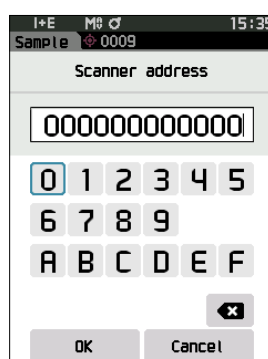 I+E M 15:35
Sample 0009
Scanner address
000000000000
0 1 2 3 4 5
6 7 8 9
A B C D E F
OK Cancel